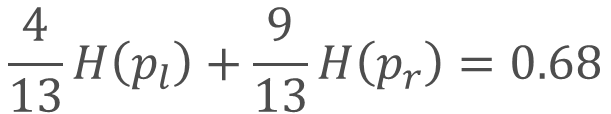 4/13 H(p_l) + 9/13 H(p_r) = 0.68